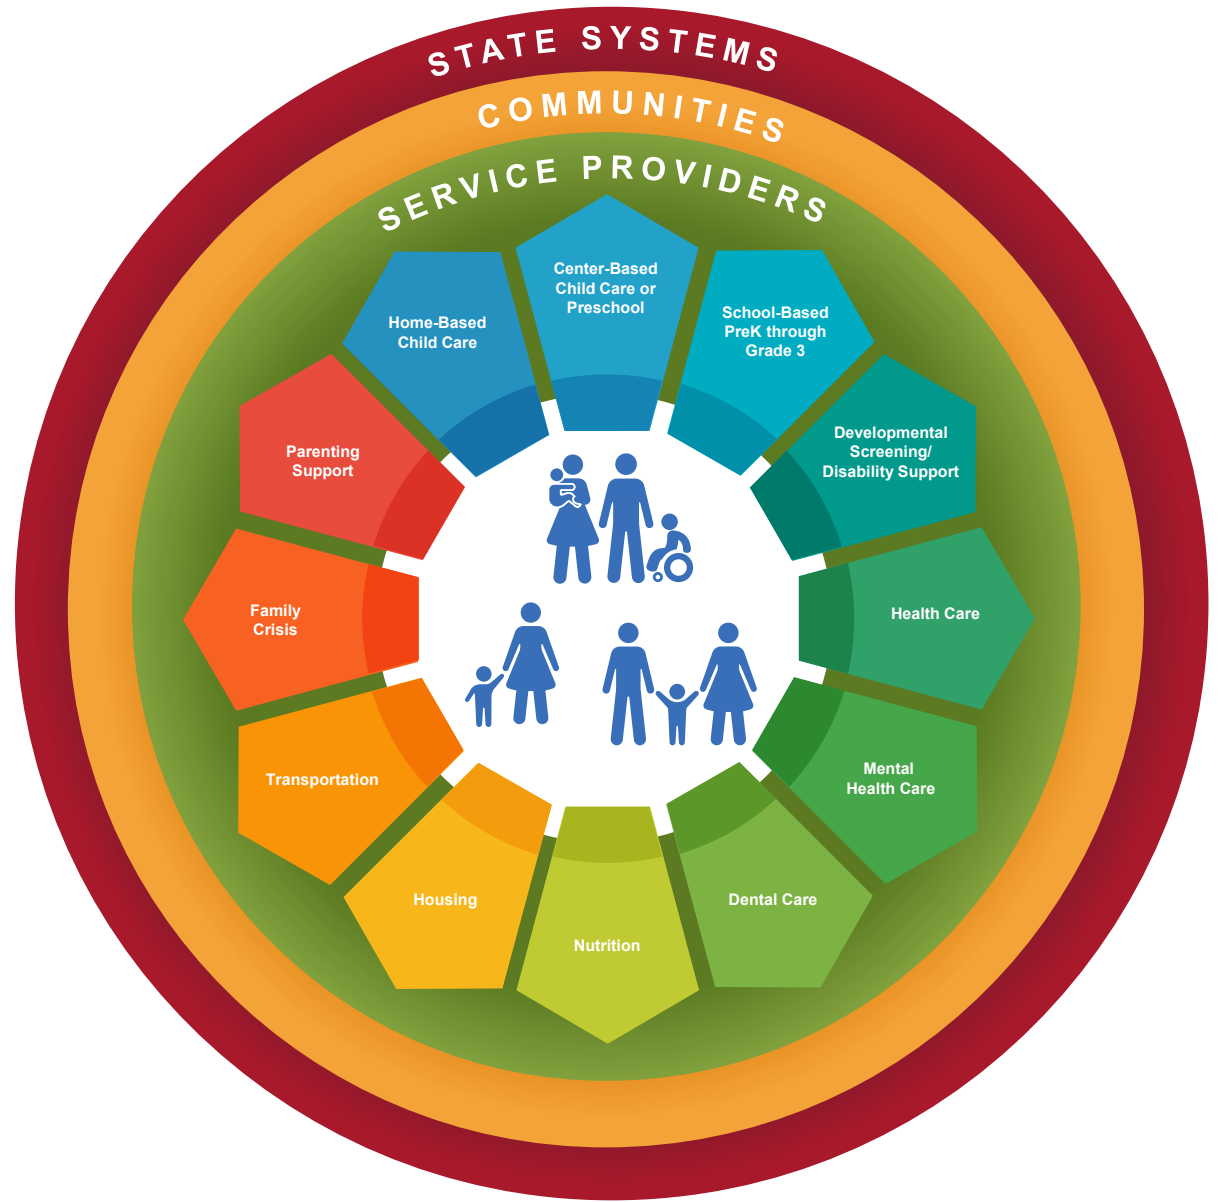 STATE SYSTEMS
COMMUNITIES
SERVICE PROVIDERS
Center-Based
Child Care or
Preschool
School-Based
PreK through
Grade 3
Developmental
Screening/
Disability Support
Health Care
Mental
Health Care
Dental Care
Nutrition
Housing
Transportation
Family
Crisis
Parenting
Support
Home-Based
Child Care